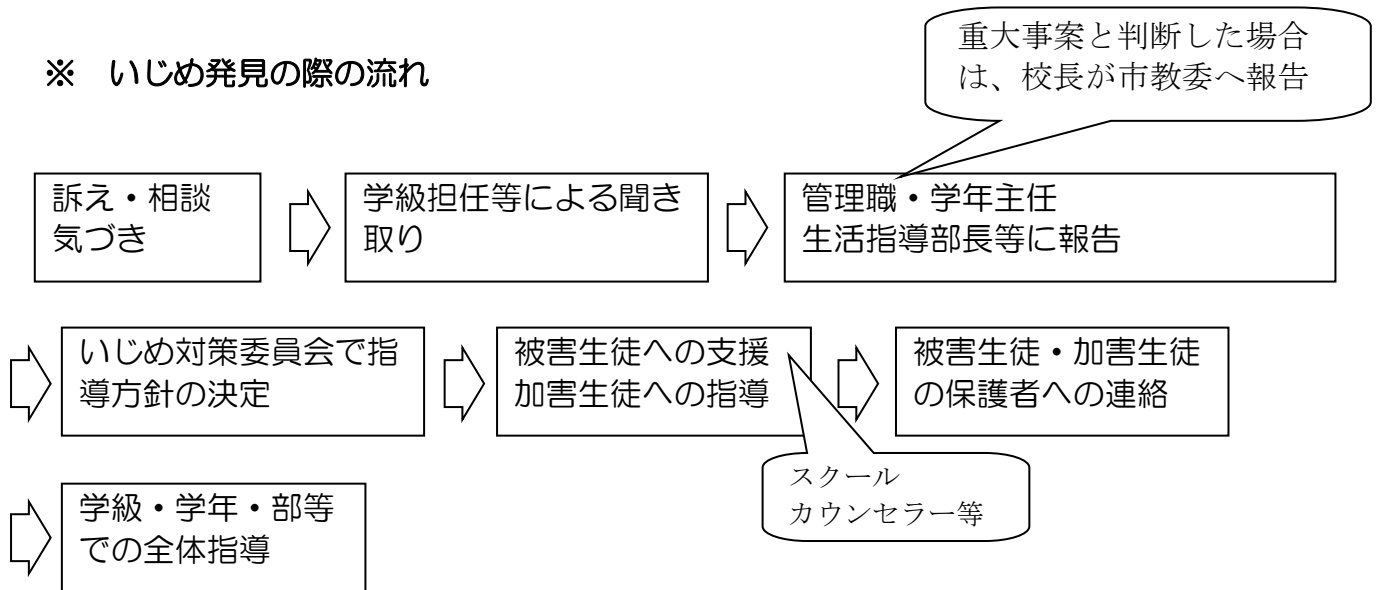 重大事案と判断した場合
は、校長が市教委へ報告
※ いじめ発見の際の流れ
訴え・相談
気づき
学級担任等による聞き
取り
管理職・学年主任
生活指導部長等に報告
いじめ対策委員会で指
導方針の決定
被害生徒への支援
加害生徒への指導
被害生徒・加害生徒
の保護者への連絡
スクール
カウンセラー等
学級・学年・部等
での全体指導